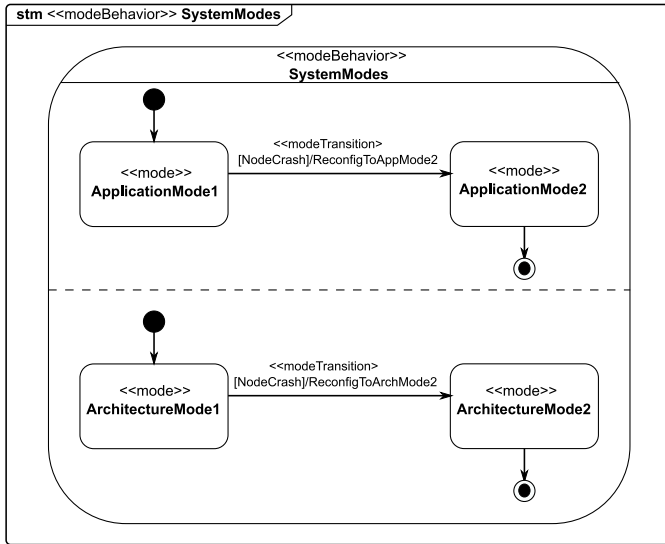 stm <<modeBehavior>> SystemModes
<<modeBehavior>>
SystemModes
<<mode>>
ApplicationMode1
<<modeTransition>
[NodeCrash]/ReconfigToAppMode2
<<mode>>
ApplicationMode2
<<mode>>
ArchitectureMode1
<<modeTransition>
[NodeCrash]/ReconfigToArchMode2
<<mode>>
ArchitectureMode2